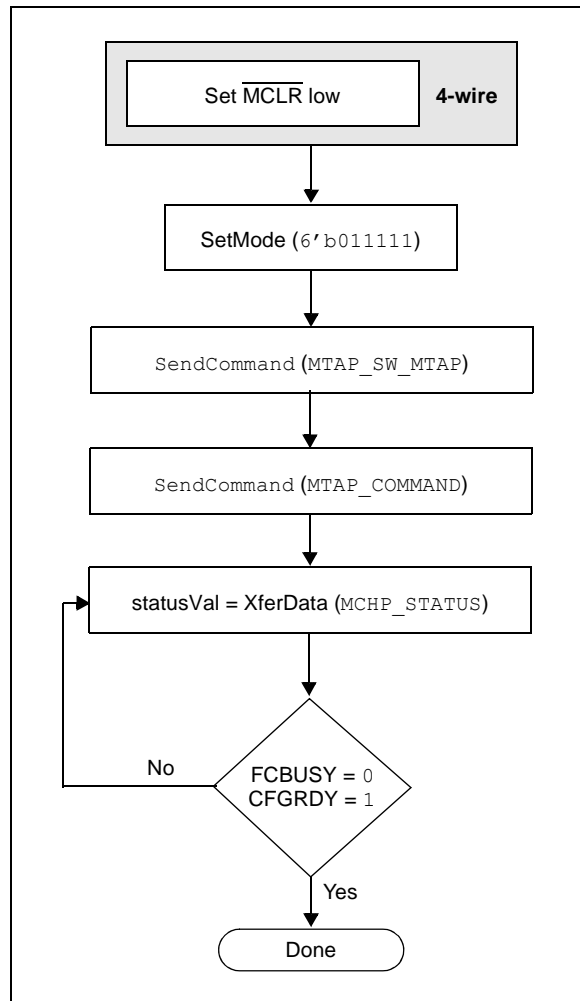 Set MCLR low
4-wire
SetMode (6’b011111)
SendCommand (MTAP_SW_MTAP)
SendCommand (MTAP_COMMAND)
statusVal = XferData (MCHP_STATUS)
No
FCBUSY = 0
CFGRDY = 1
Yes
Done